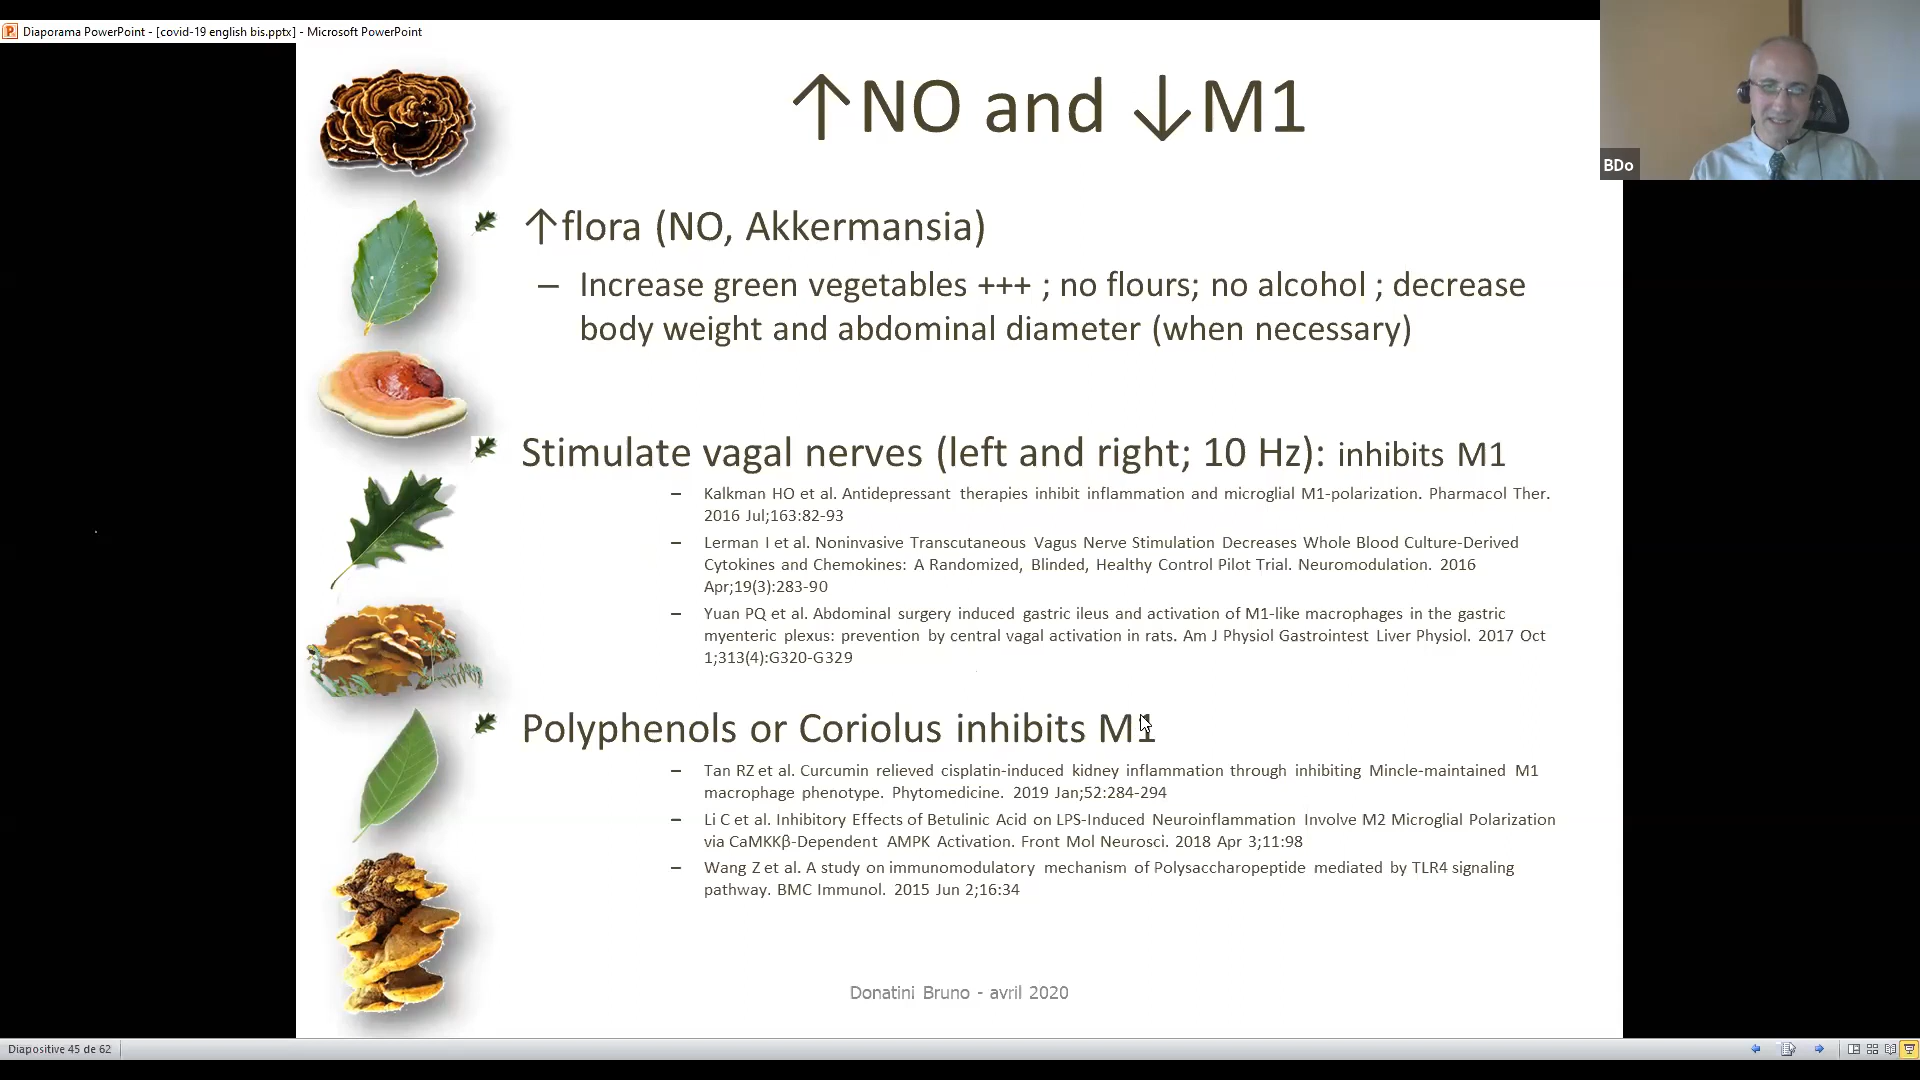 Diaporama PowerPoint - [covid-19 english bis.pptx] - Microsoft PowerPoint
BDo
↑NO and ↓M1
↑flora (NO, Akkermansia)
– Increase green vegetables +++ ; no flours; no alcohol ; decrease
body weight and abdominal diameter (when necessary)
Stimulate vagal nerves (left and right; 10 Hz): inhibits M1
– Kalkman HO et al. Antidepressant therapies inhibit inflammation and microglial M1-polarization. Pharmacol Ther.
2016 Jul;163:82-93
– Lerman I et al. Noninvasive Transcutaneous Vagus Nerve Stimulation Decreases Whole Blood Culture-Derived
Cytokines and Chemokines: A Randomized, Blinded, Healthy Control Pilot Trial. Neuromodulation. 2016
Apr;19(3):283-90
– Yuan PQ et al. Abdominal surgery induced gastric ileus and activation of M1-like macrophages in the gastric
myenteric plexus: prevention by central vagal activation in rats. Am J Physiol Gastrointest Liver Physiol. 2017 Oct
1;313(4):G320-G329
Polyphenols or Coriolus inhibits M1
– Tan RZ et al. Curcumin relieved cisplatin-induced kidney inflammation through inhibiting Mincle-maintained M1
macrophage phenotype. Phytomedicine. 2019 Jan;52:284-294
– Li C et al. Inhibitory Effects of Betulinic Acid on LPS-Induced Neuroinflammation Involve M2 Microglial Polarization
via CaMKKβ-Dependent AMPK Activation. Front Mol Neurosci. 2018 Apr 3;11:98
– Wang Z et al. A study on immunomodulatory mechanism of Polysaccharopeptide mediated by TLR4 signaling
pathway. BMC Immunol. 2015 Jun 2;16:34
Donatini Bruno - avril 2020
Diapositive 45 de 62